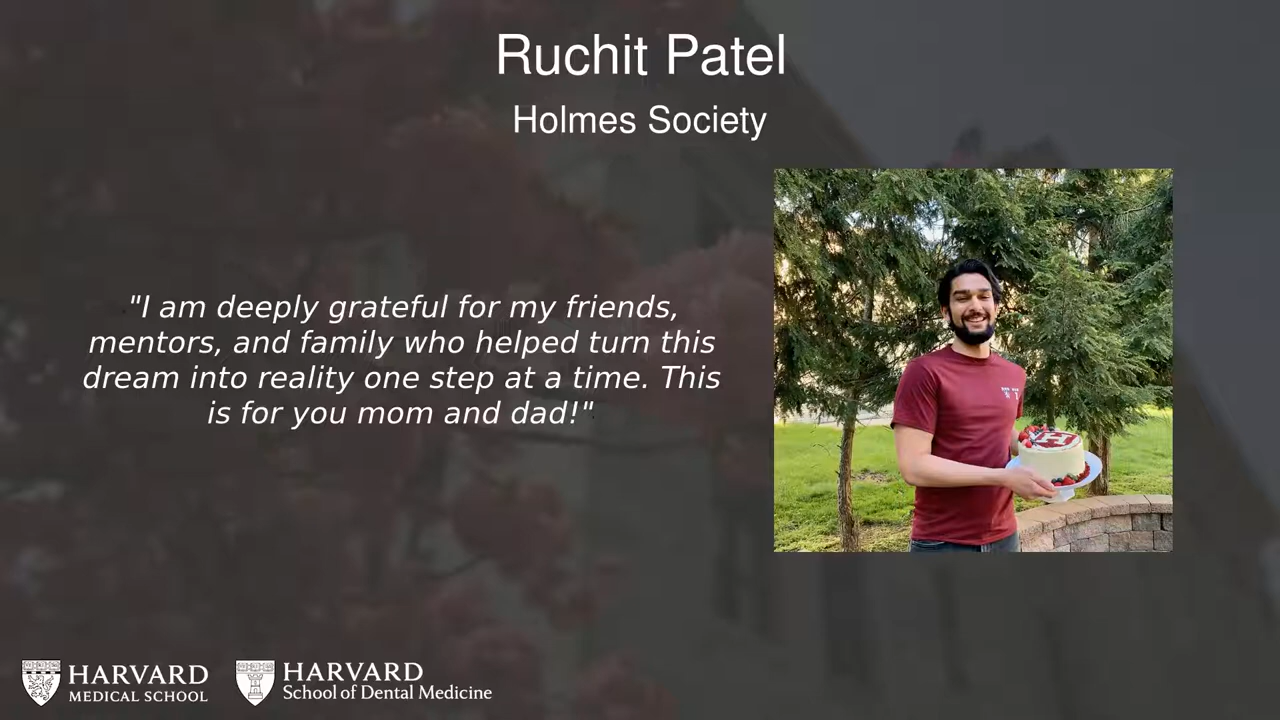 Ruchit Patel
Holmes Society
"I am deeply grateful for my friends,
mentors, and family who helped turn this
dream into reality one step at a time. This
is for you mom and dad!"
HARVARD
MEDICAL SCHOOL
HARVARD
School of Dental Medicine
H